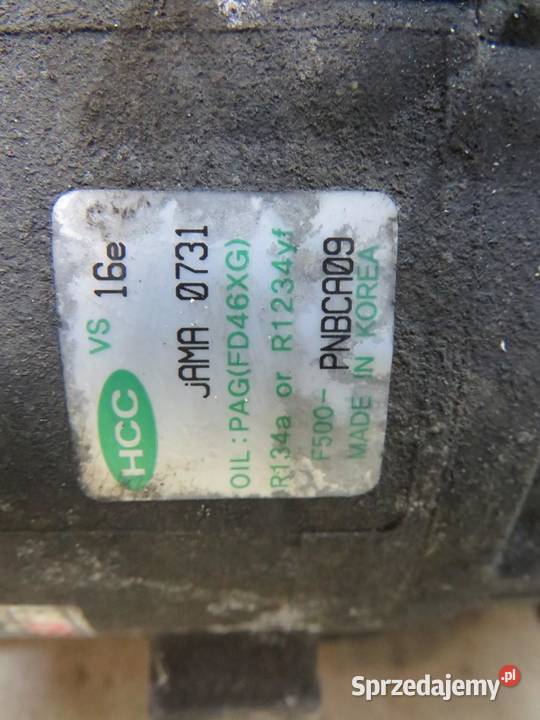 HCC VS 16e
jAMA 0731
OIL:PAG(FD46XG)
R134a or R1234yf
F500- PNBCA09
MADE IN KOREA
Sprzedajemy.pl